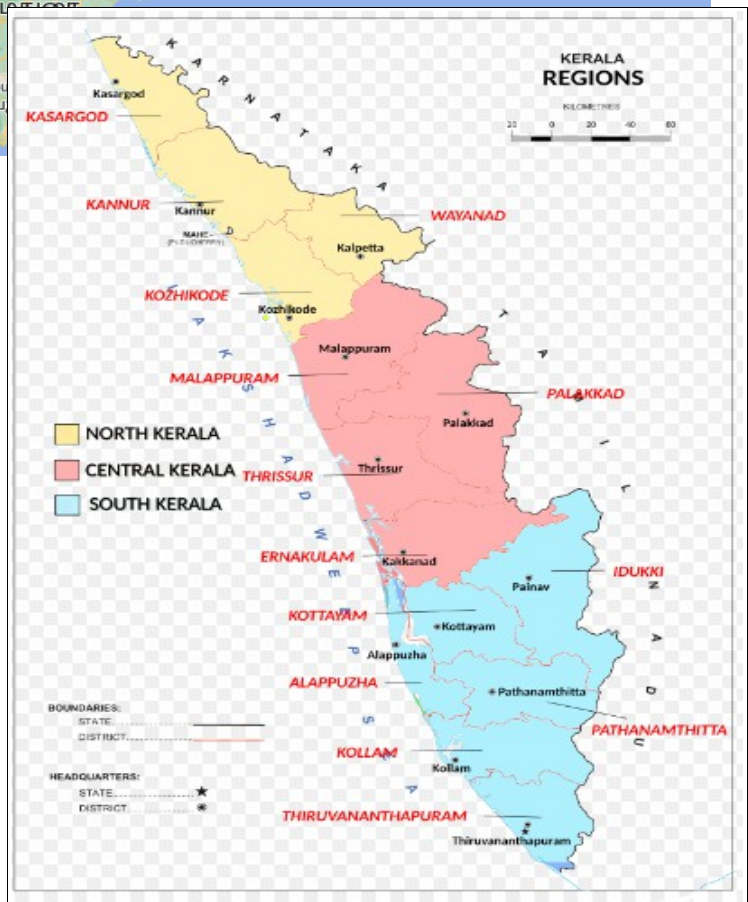 KERALA
REGIONS
KILOMETRES
20 0 20 40 60
KARNATAKA
Kasargod
KASARGOD
KANNUR
Kannur
MAHE
(PUDUCHERRY)
WAYANAD
Kalpetta
KOZHIKODE
Kozhikode
LAKSHADWEEP SEA
TAMIL NADU
Malappuram
MALAPPURAM
PALAKKAD
Palakkad
NORTH KERALA
CENTRAL KERALA
SOUTH KERALA
Thrissur
THRISSUR
ERNAKULAM
Kakkanad
IDUKKI
Painav
KOTTAYAM
Kottayam
Alappuzha
ALAPPUZHA
Pathanamthitta
PATHANAMTHITTA
BOUNDARIES:
STATE
DISTRICT
KOLLAM
Kollam
HEADQUARTERS:
STATE
DISTRICT
THIRUVANANTHAPURAM
Thiruvananthapuram